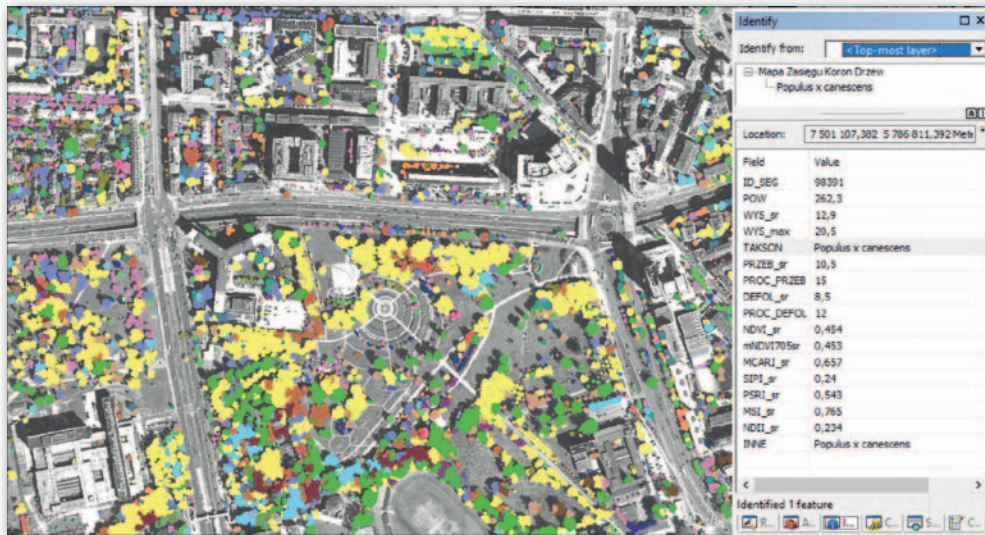 Identify
Identify from: <Top-most layer>
Mapa Zasięgu Koron Drzew
Populus x canescens
Location: 7 501 107,382 5 786 811,392 Mete
Field Value
ID_SEG 98391
POW 262,3
WYS_sr 12,9
WYS_max 20,5
TAKSON Populus x canescens
PRZEB_sr 10,5
PROC_PRZEB 15
DEFOL_sr 8,5
PROC_DEFOL 12
NDVI_sr 0,454
mNDVI705sr 0,453
MCARI_sr 0,657
SIPI_sr 0,24
PSRI_sr 0,543
MSI_sr 0,765
NDII_sr 0,234
INNE Populus x canescens
Identified 1 feature
R... A... I... C... S... C...